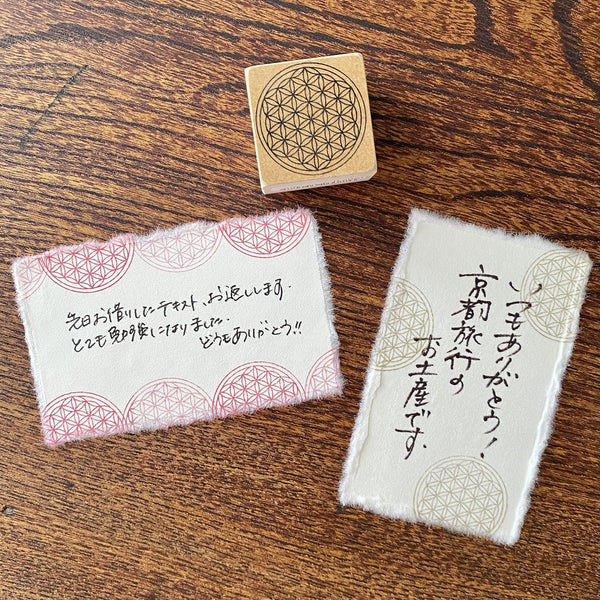 先日お借りしたテキスト、お返しします。
とても勉強になりました。
どうもありがとう!!
いつもありがとう!
京都旅行の
お土産です。